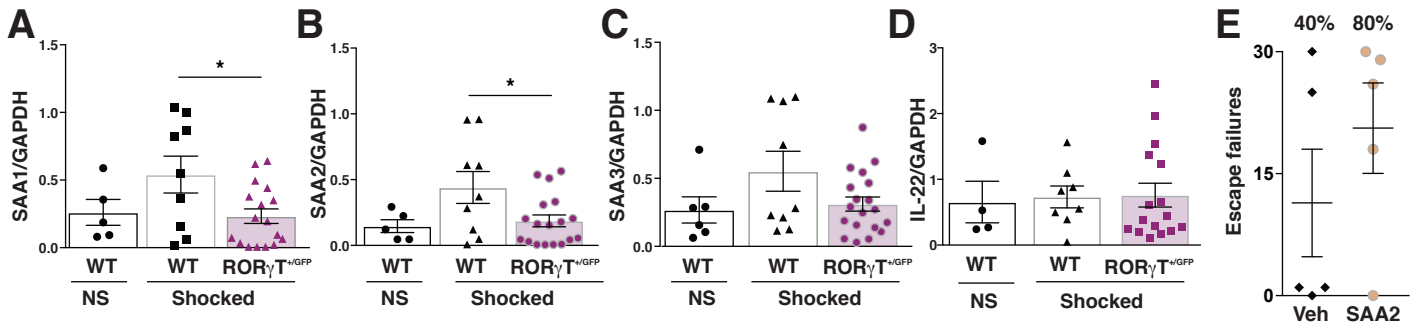 A
SAA1/GAPDH
1.5
1.0
0.5
0.0
*
WT
WT
RORγT+/GFP
NS
Shocked
B
SAA2/GAPDH
1.5
1.0
0.5
0.0
*
WT
WT
RORγT+/GFP
NS
Shocked
C
SAA3/GAPDH
1.5
1.0
0.5
0.0
WT
WT
RORγT+/GFP
NS
Shocked
D
IL-22/GAPDH
3
2
1
0
WT
WT
RORγT+/GFP
NS
Shocked
E
40% 80%
Escape failures
30
15
0
Veh SAA2